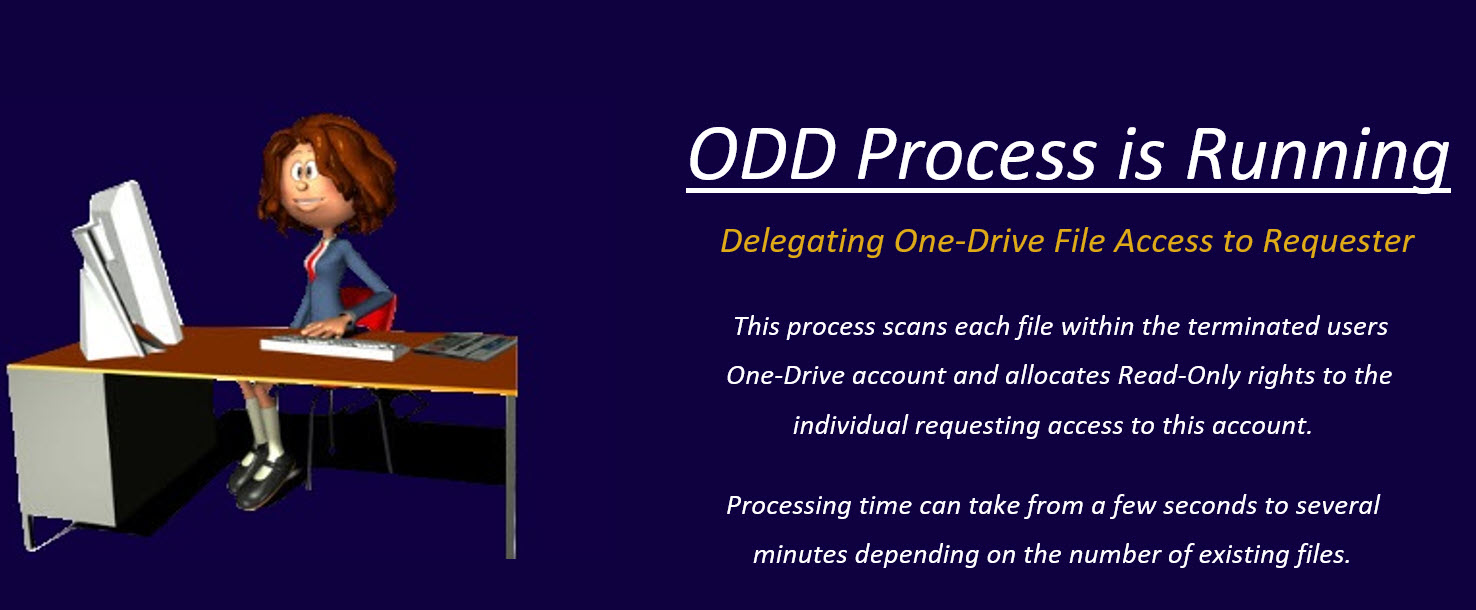 ODD Process is Running
Delegating One-Drive File Access to Requester
This process scans each file within the terminated users
One-Drive account and allocates Read-Only rights to the
individual requesting access to this account.
Processing time can take from a few seconds to several
minutes depending on the number of existing files.